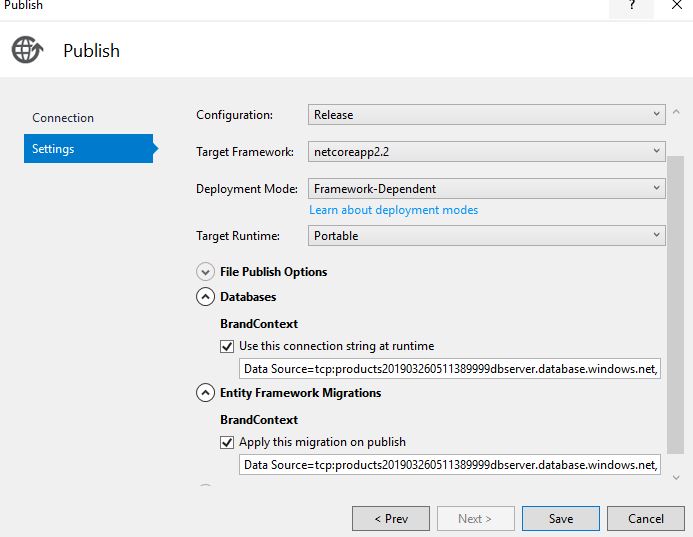 Publish
?
Publish
Connection
Settings
Configuration: Release
Target Framework: netcoreapp2.2
Deployment Mode: Framework-Dependent
Learn about deployment modes
Target Runtime: Portable
File Publish Options
Databases
BrandContext
Use this connection string at runtime
Data Source=tcp:products201903260511389999dbserver.database.windows.net,
Entity Framework Migrations
BrandContext
Apply this migration on publish
Data Source=tcp:products201903260511389999dbserver.database.windows.net,
< Prev
Next >
Save
Cancel